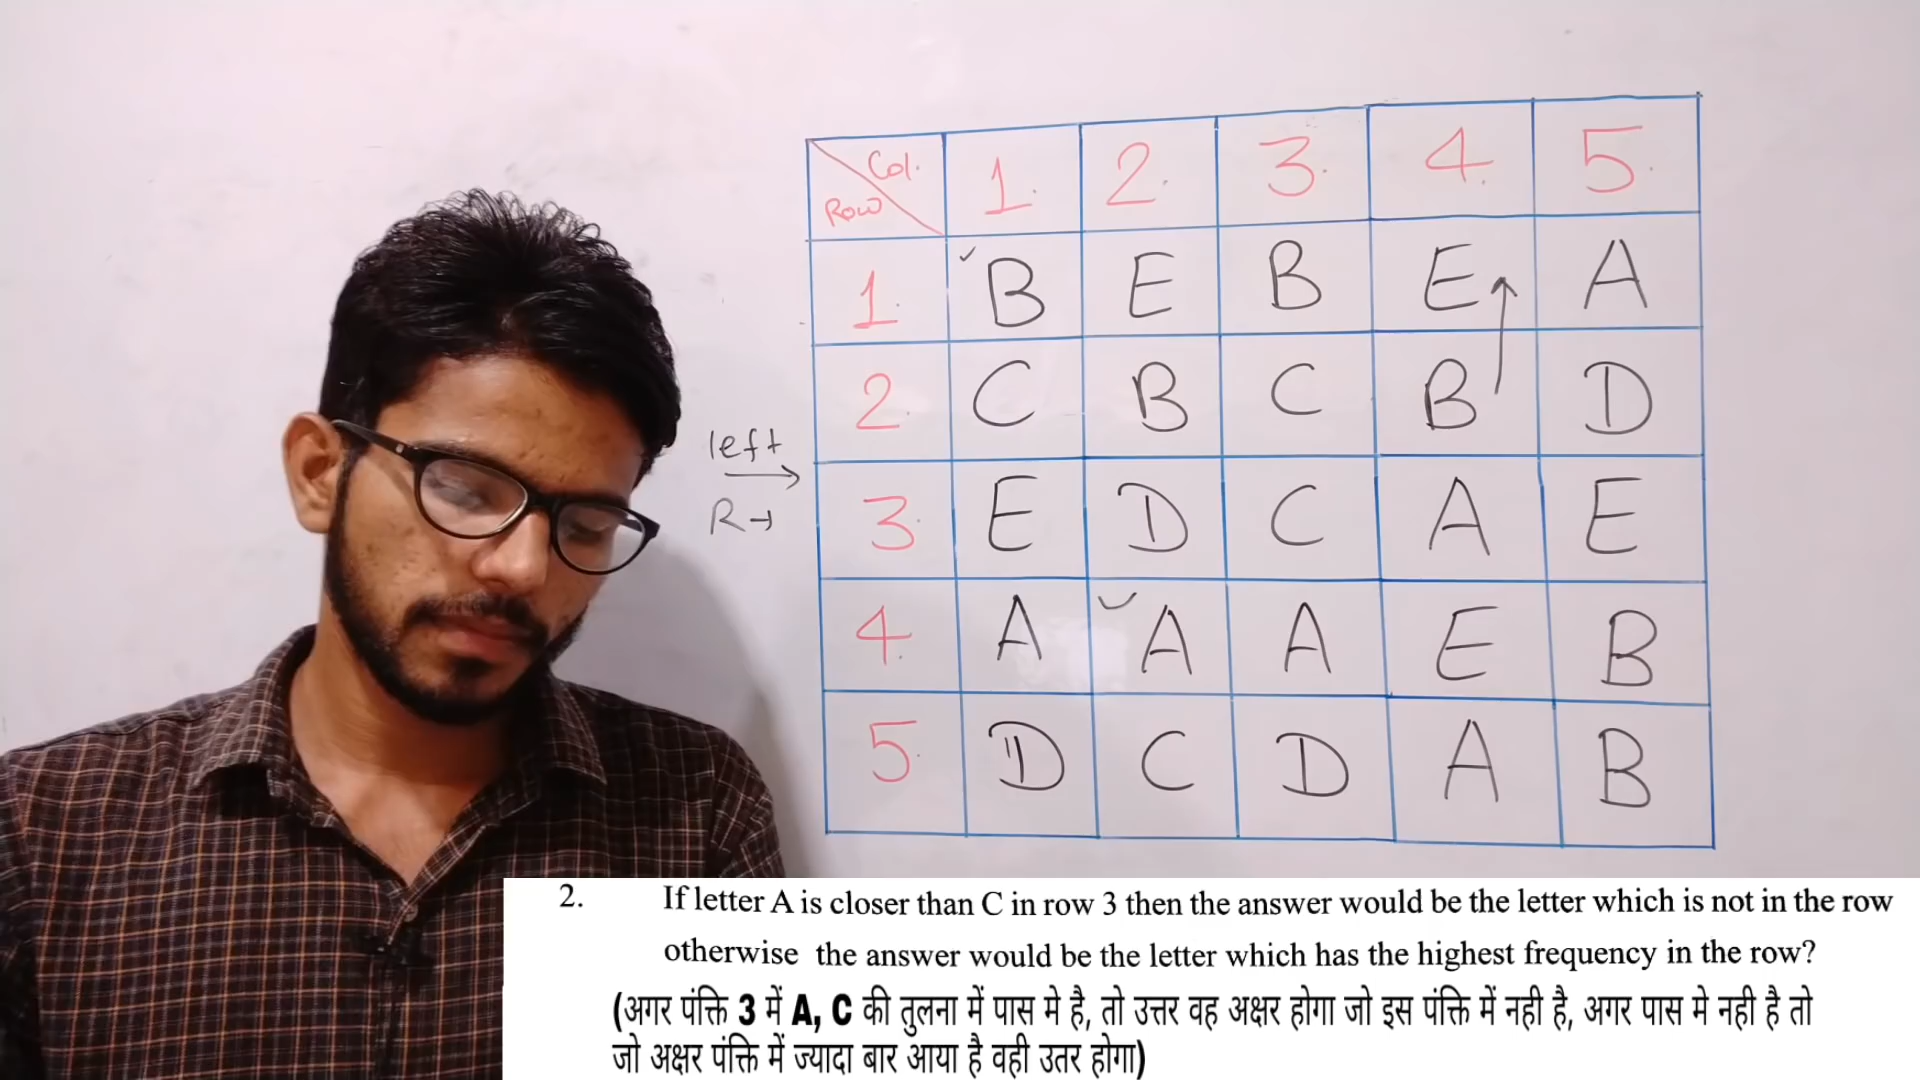 Col. 1. 2. 3. 4. 5.
Row
1. B E B E A
2. C B C B D
left
3. E D C A E
R→
4. A A A E B
5. D C D A B
2. If letter A is closer than C in row 3 then the answer would be the letter which is not in the row
otherwise the answer would be the letter which has the highest frequency in the row?
(अगर पंक्ति 3 में A, C की तुलना में पास मे है, तो उत्तर वह अक्षर होगा जो इस पंक्ति में नही है, अगर पास मे नही है तो
जो अक्षर पंक्ति में ज्यादा बार आया है वही उतर होगा)